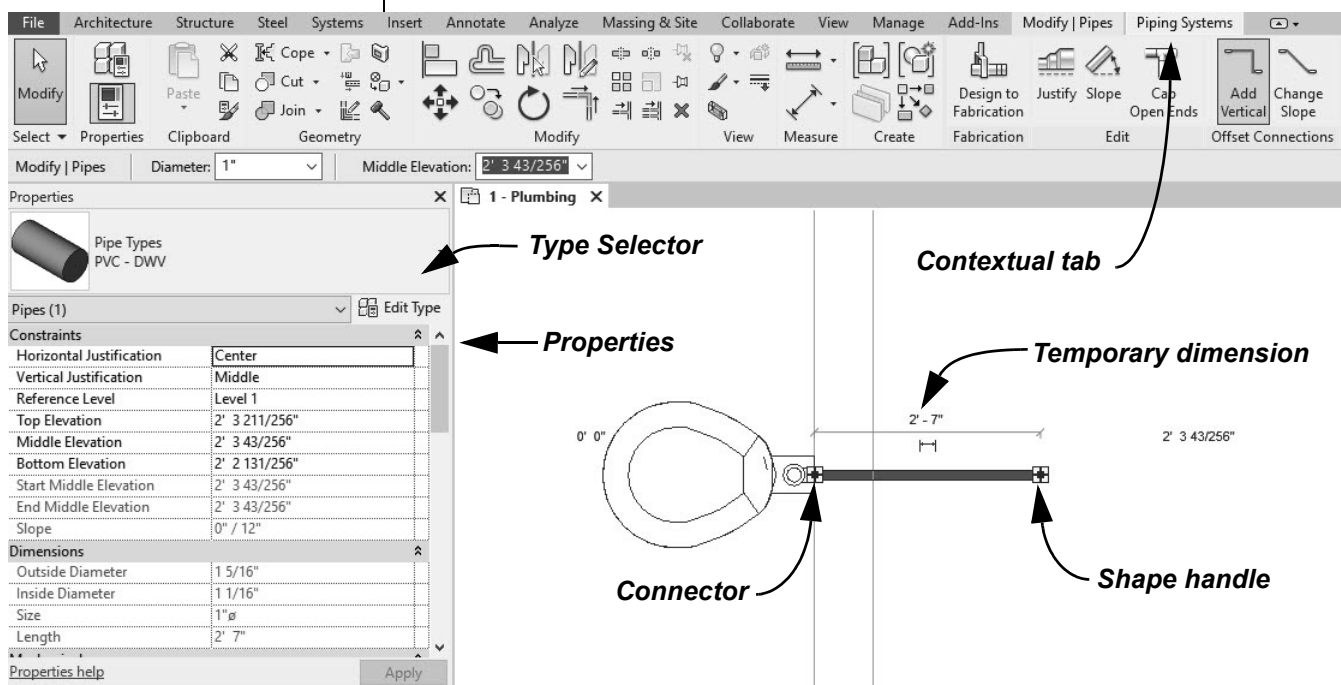 File Architecture Structure Steel Systems Insert Annotate Analyze Massing & Site Collaborate View Manage Add-Ins Modify | Pipes Piping Systems
Cope
Cut
Join
Modify
Paste
Design to Fabrication
Justify Slope
Cap Open Ends
Add Vertical
Change Slope
Select Properties Clipboard Geometry Modify View Measure Create Fabrication Edit Offset Connections
Modify | Pipes Diameter: 1" Middle Elevation: 2' 3 43/256"
Properties
1 - Plumbing
Pipe Types
PVC - DWV
Type Selector
Contextual tab
Pipes (1) Edit Type
Properties
Constraints
Horizontal Justification Center
Vertical Justification Middle
Reference Level Level 1
Top Elevation 2' 3 211/256"
Middle Elevation 2' 3 43/256"
Bottom Elevation 2' 2 131/256"
Start Middle Elevation 2' 3 43/256"
End Middle Elevation 2' 3 43/256"
Slope 0" / 12"
Dimensions
Outside Diameter 1 5/16"
Inside Diameter 1 1/16"
Size 1"ø
Length 2' 7"
Properties help Apply
Temporary dimension
2' - 7"
0' 0"
2' 3 43/256"
Connector
Shape handle